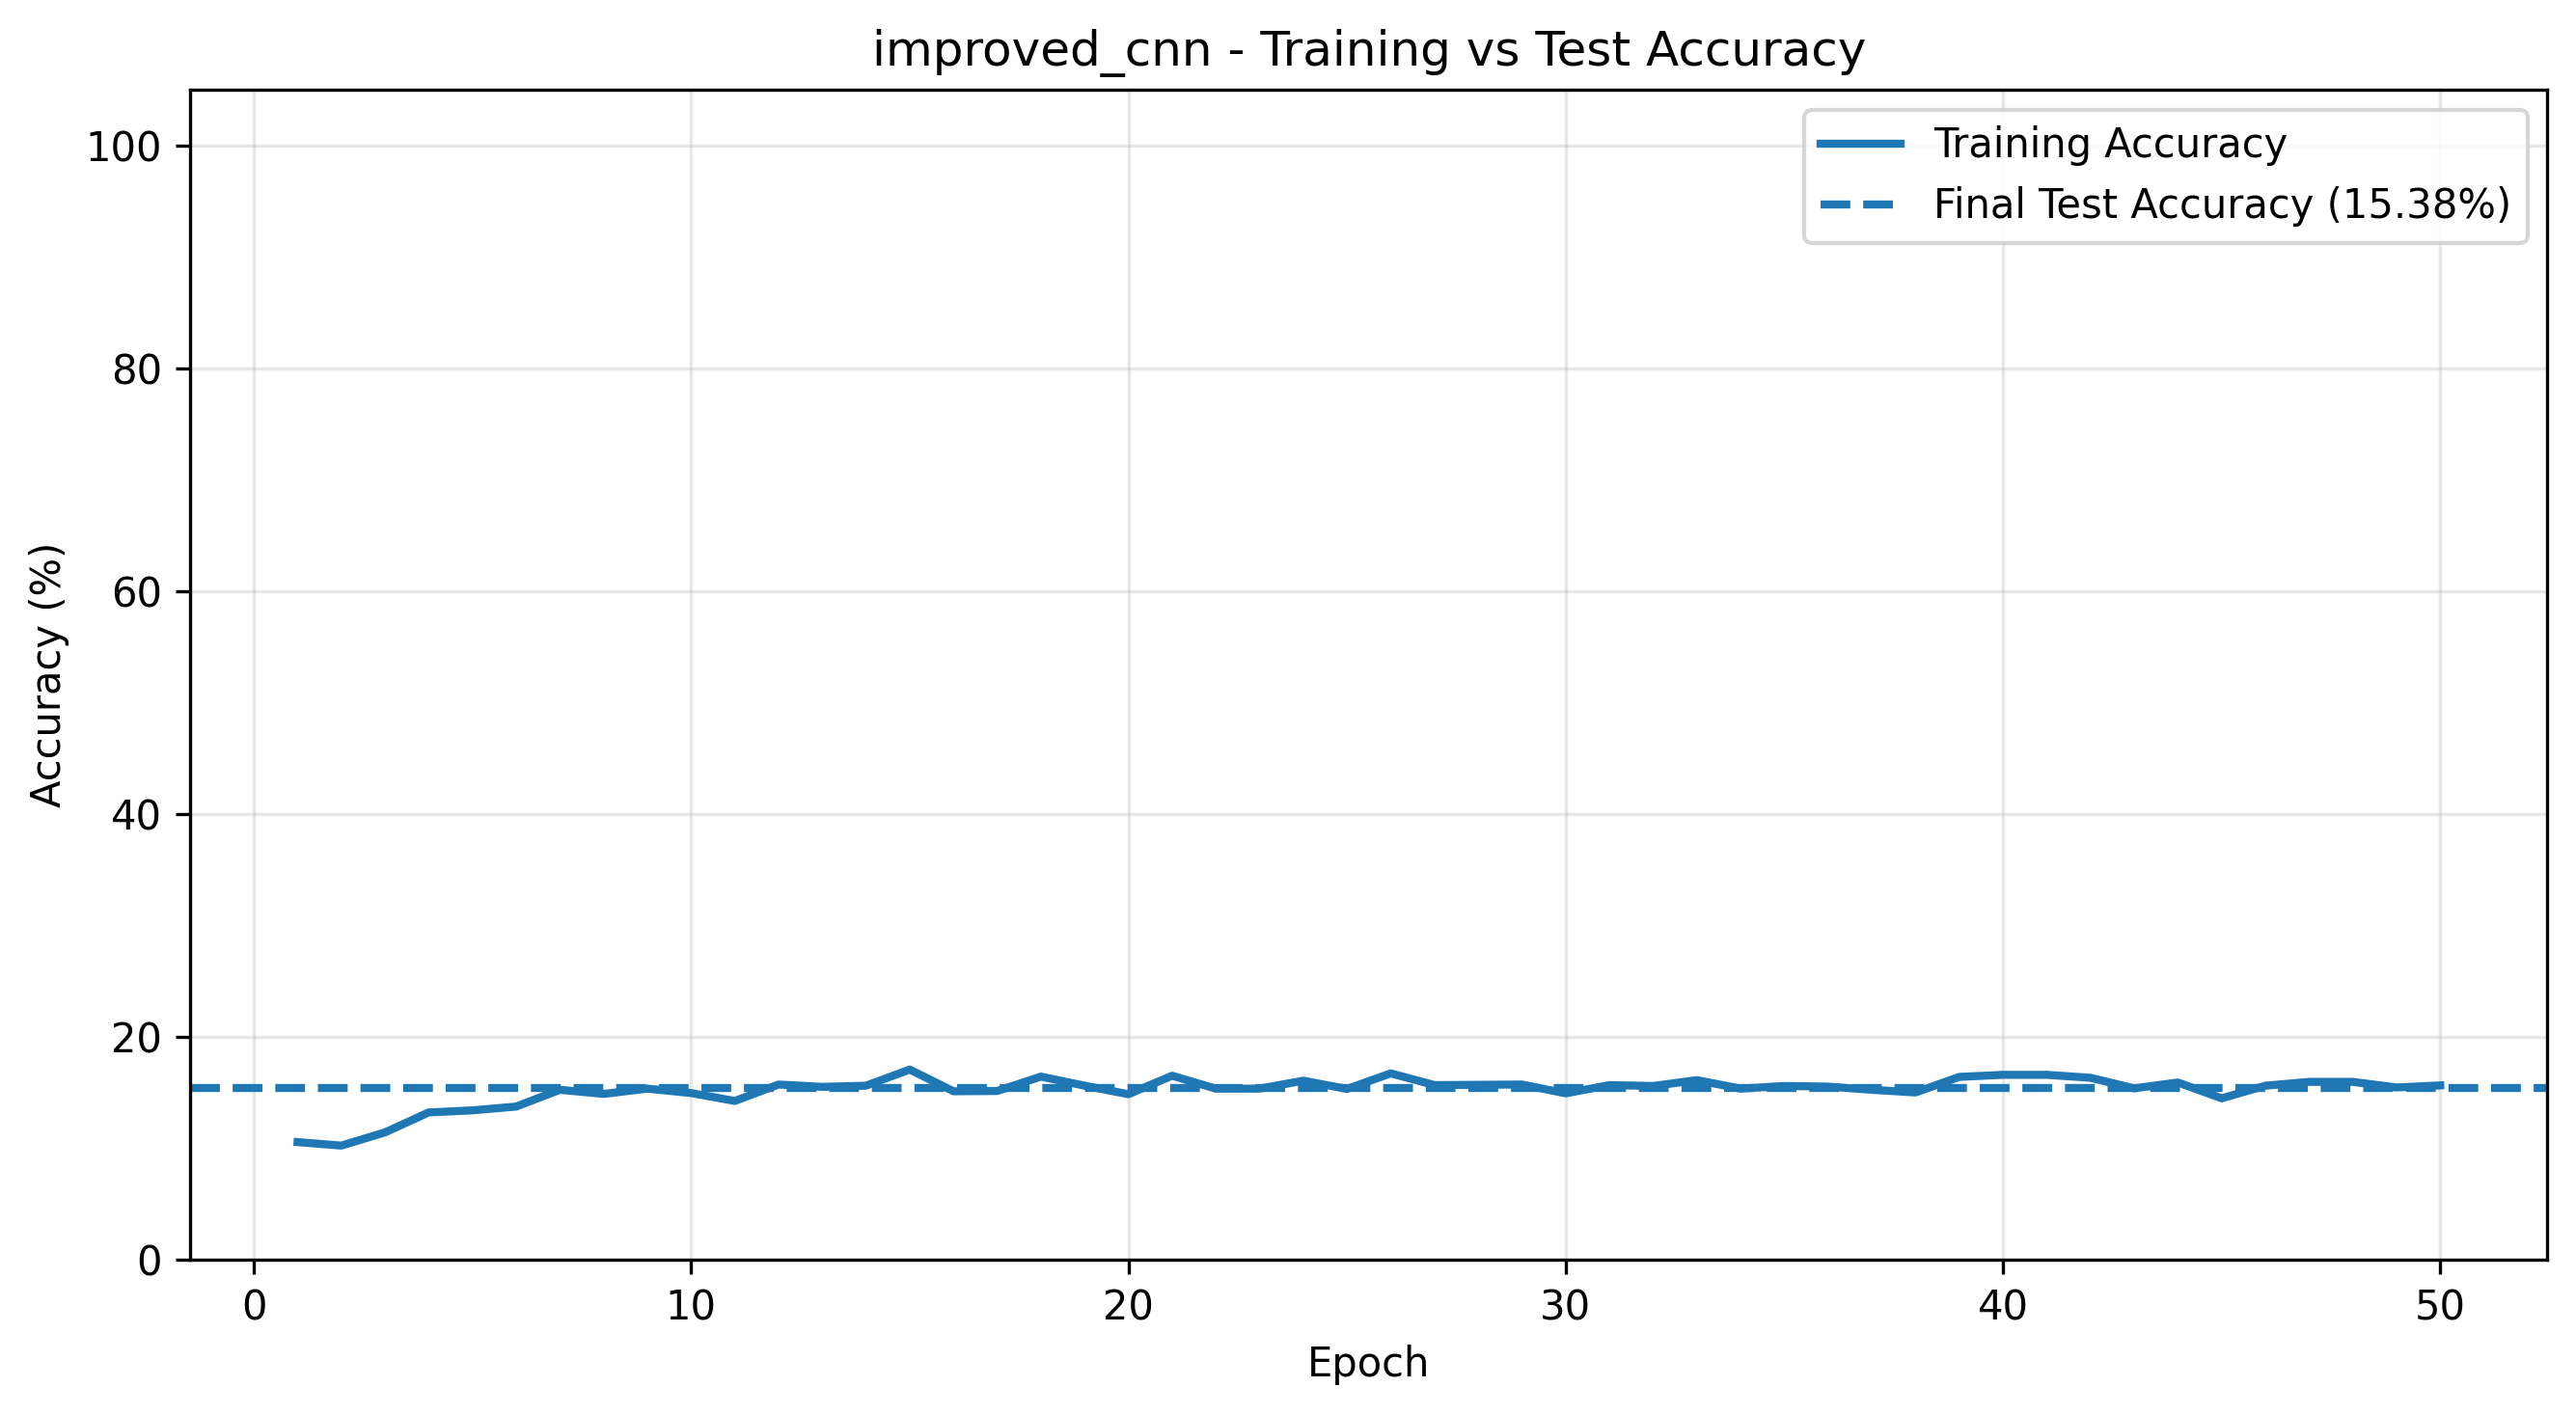 improved_cnn - Training vs Test Accuracy
Training Accuracy
Final Test Accuracy (15.38%)
100
80
60
40
20
0
Accuracy (%)
0 10 20 30 40 50
Epoch